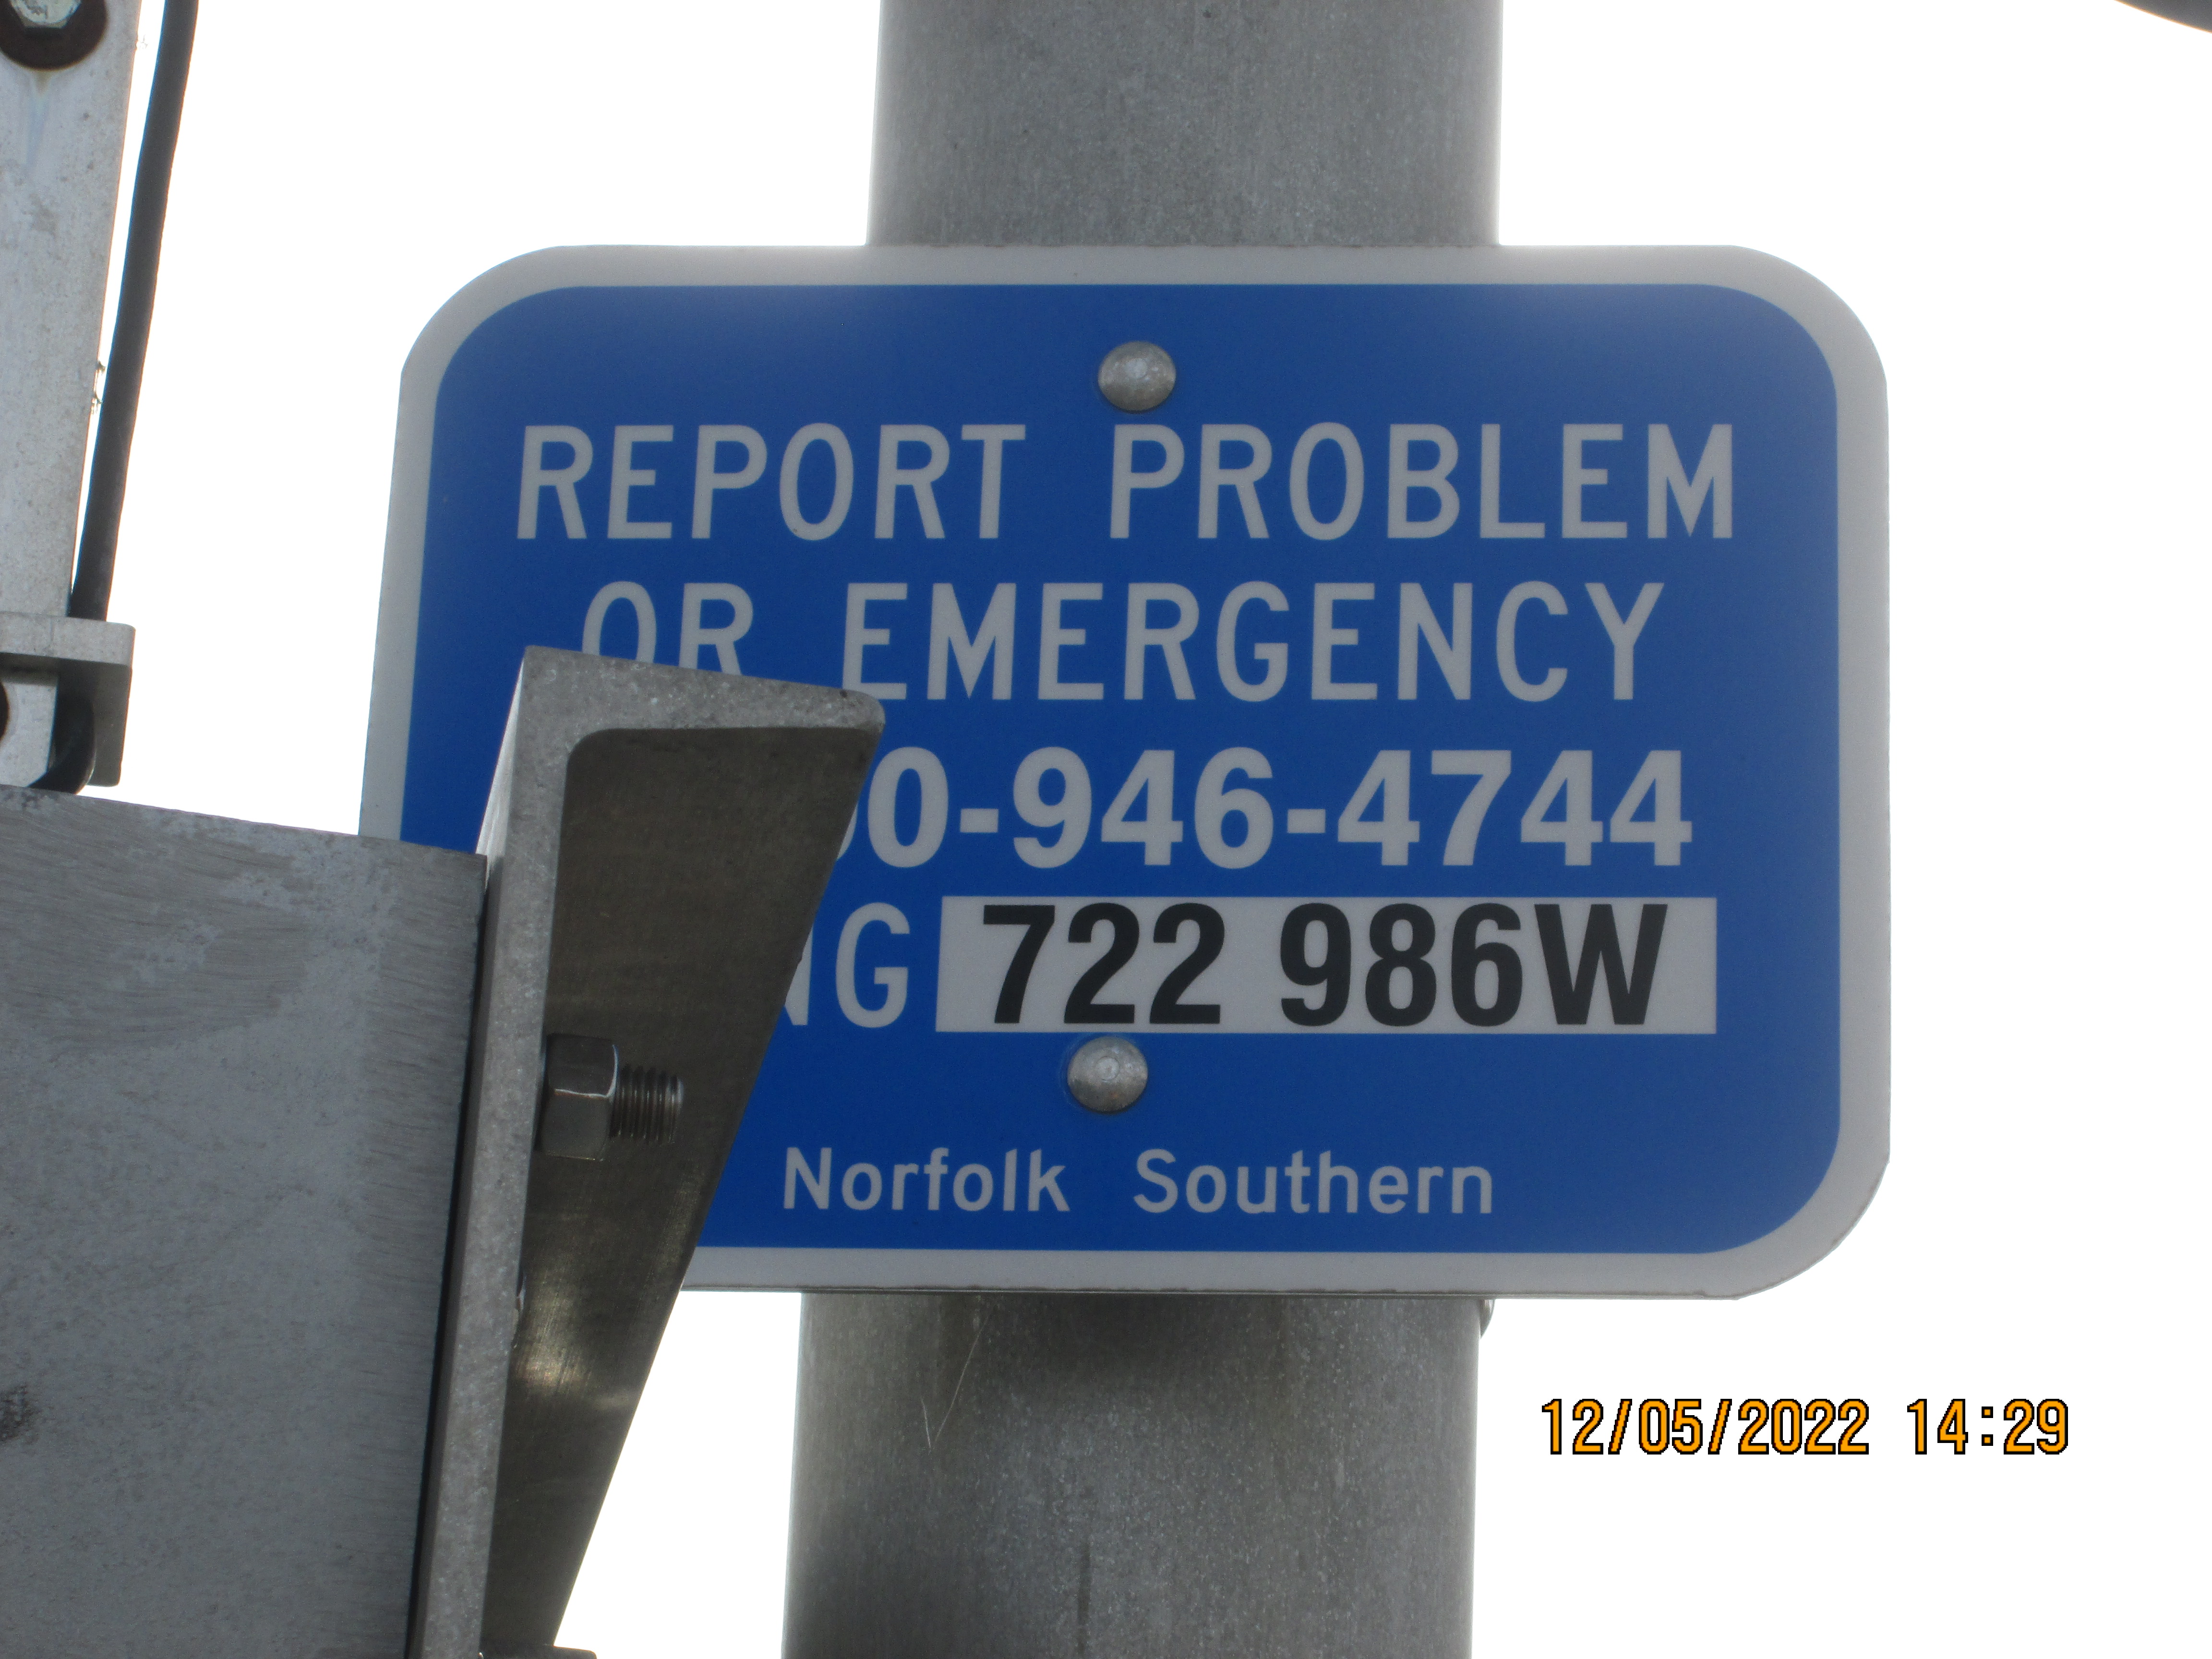 REPORT PROBLEM
OR EMERGENCY
0-946-4744
722 986W
Norfolk Southern
12/05/2022 14:29